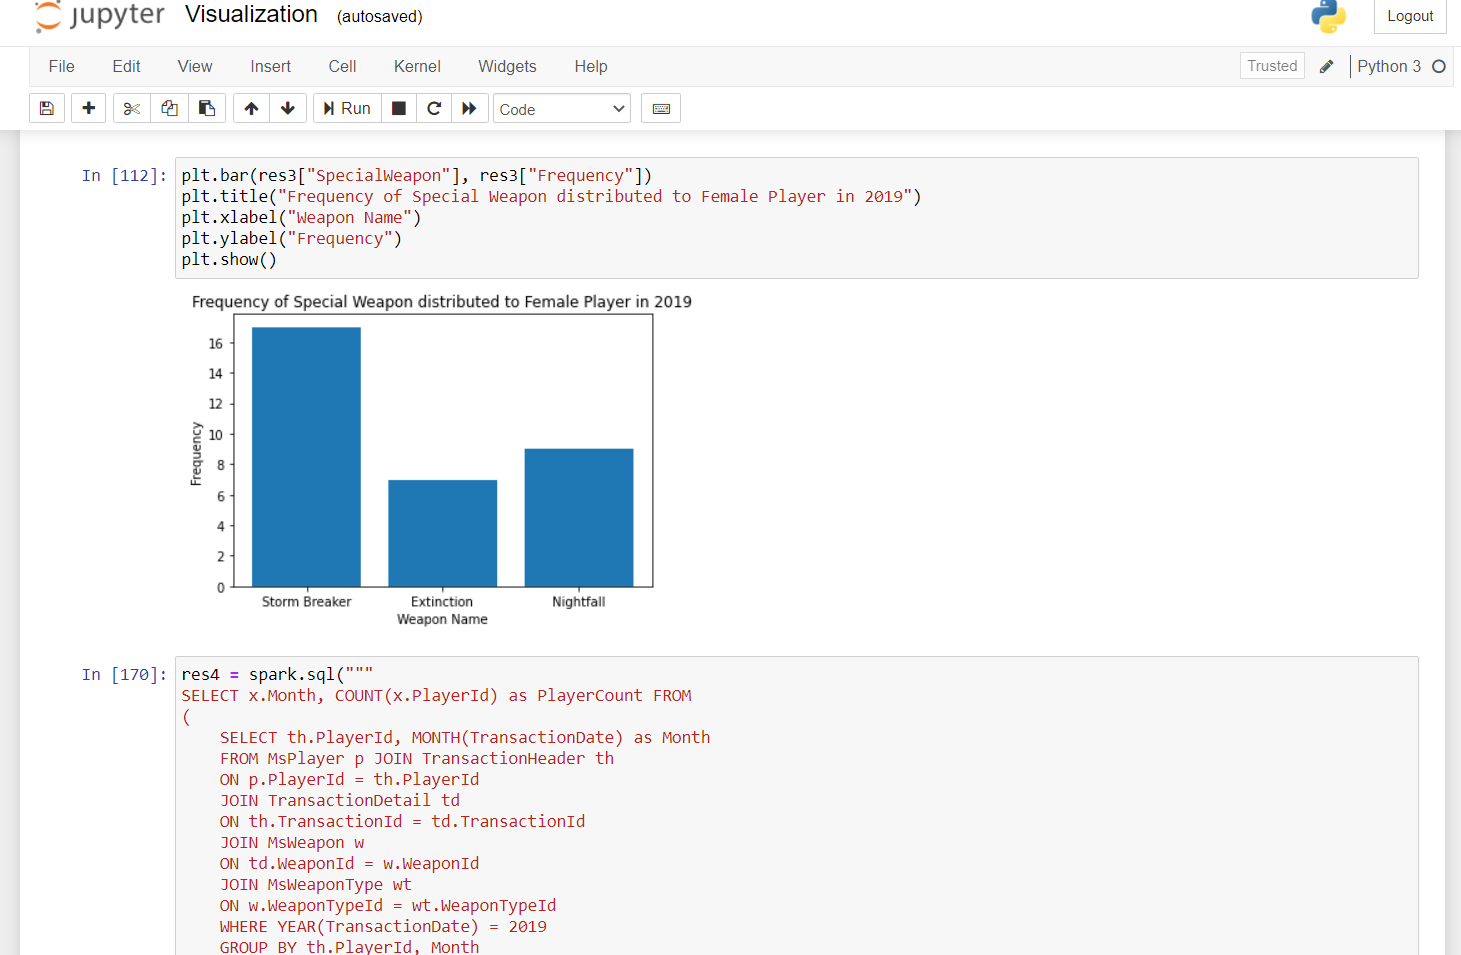 jupyter Visualization (autosaved) Logout
File Edit View Insert Cell Kernel Widgets Help Trusted Python 3
Run Code
In [112]: plt.bar(res3["SpecialWeapon"], res3["Frequency"])
plt.title("Frequency of Special Weapon distributed to Female Player in 2019")
plt.xlabel("Weapon Name")
plt.ylabel("Frequency")
plt.show()
Frequency of Special Weapon distributed to Female Player in 2019
16
14
12
10
8
6
4
2
0
Frequency
Storm Breaker Extinction Nightfall
Weapon Name
In [170]: res4 = spark.sql("""
SELECT x.Month, COUNT(x.PlayerId) as PlayerCount FROM
(
SELECT th.PlayerId, MONTH(TransactionDate) as Month
FROM MsPlayer p JOIN TransactionHeader th
ON p.PlayerId = th.PlayerId
JOIN TransactionDetail td
ON th.TransactionId = td.TransactionId
JOIN MsWeapon w
ON td.WeaponId = w.WeaponId
JOIN MsWeaponType wt
ON w.WeaponTypeId = wt.WeaponTypeId
WHERE YEAR(TransactionDate) = 2019
GROUP BY th.PlayerId, Month